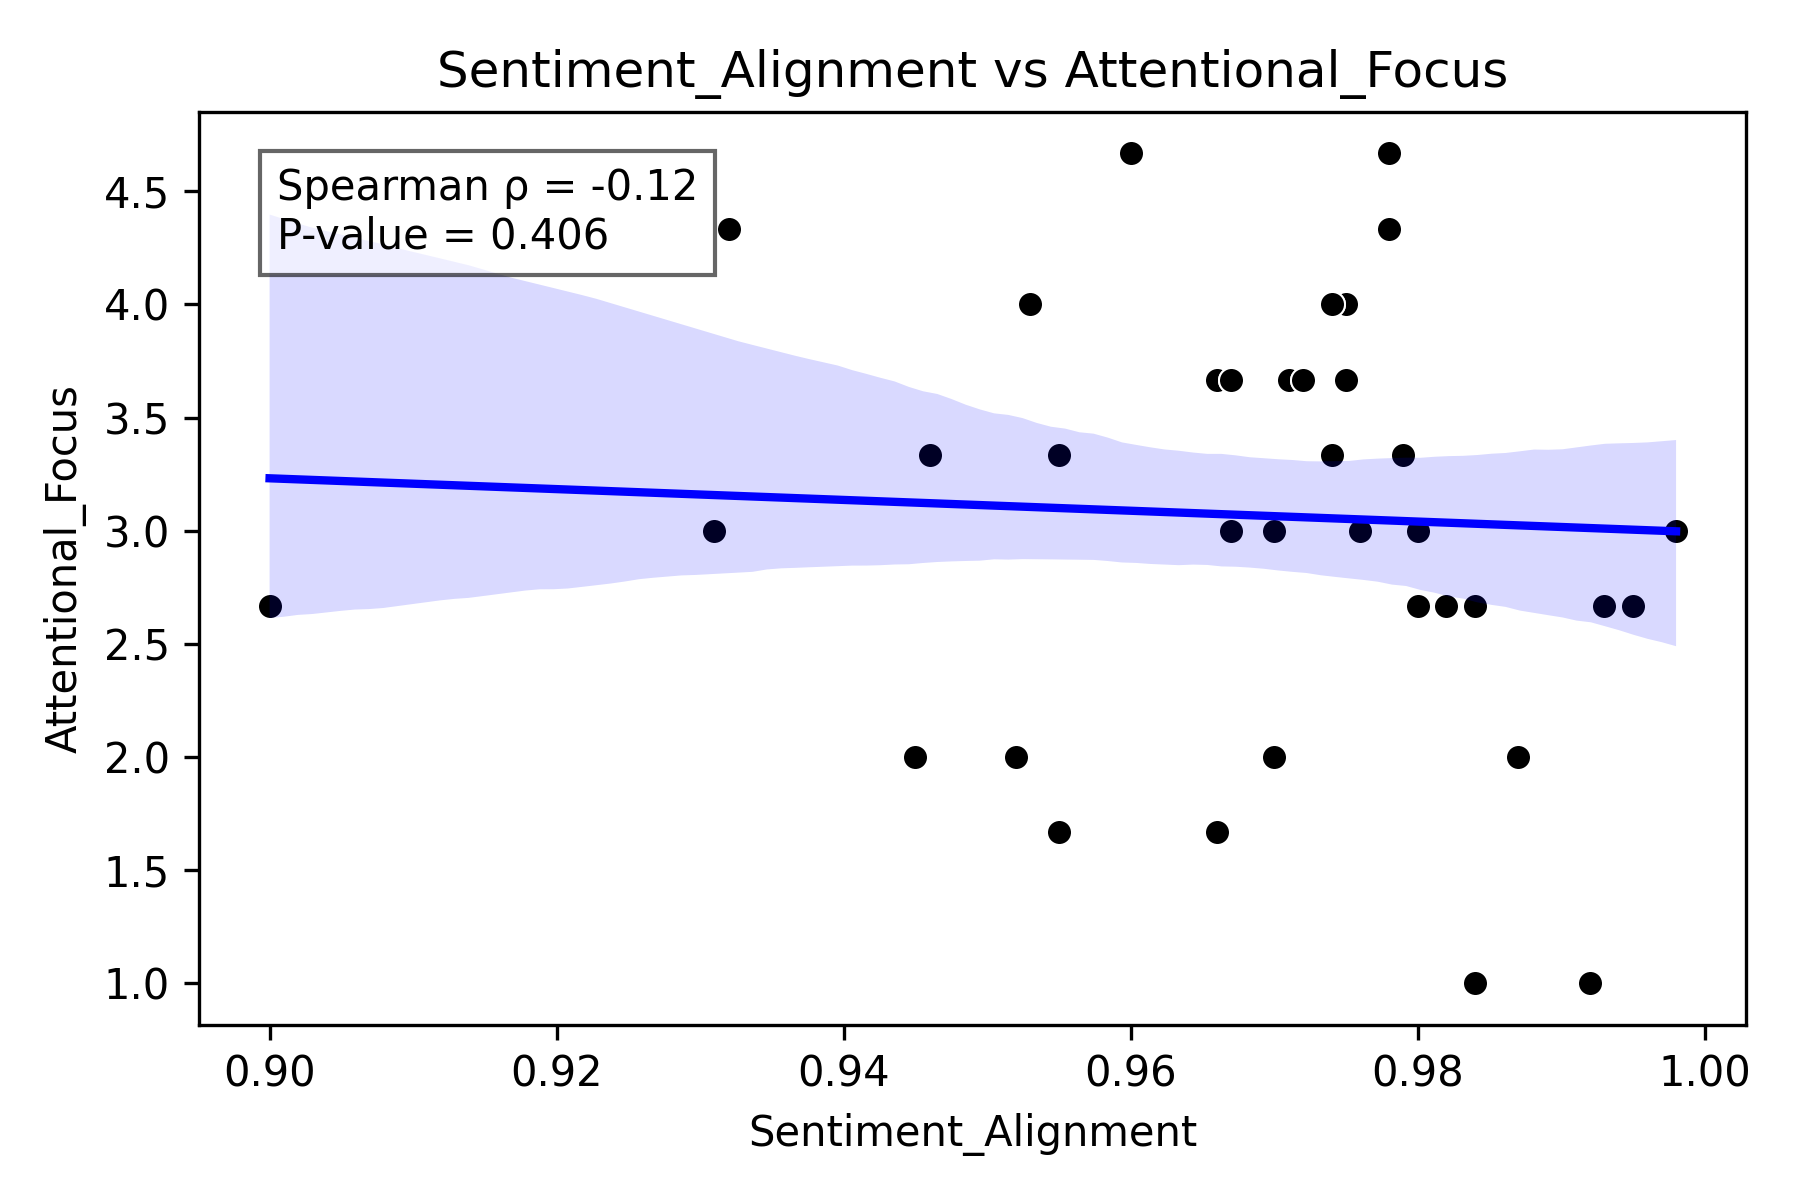 Sentiment_Alignment vs Attentional_Focus
Spearman ρ = -0.12
P-value = 0.406
Attentional_Focus
4.5
4.0
3.5
3.0
2.5
2.0
1.5
1.0
0.90 0.92 0.94 0.96 0.98 1.00
Sentiment_Alignment